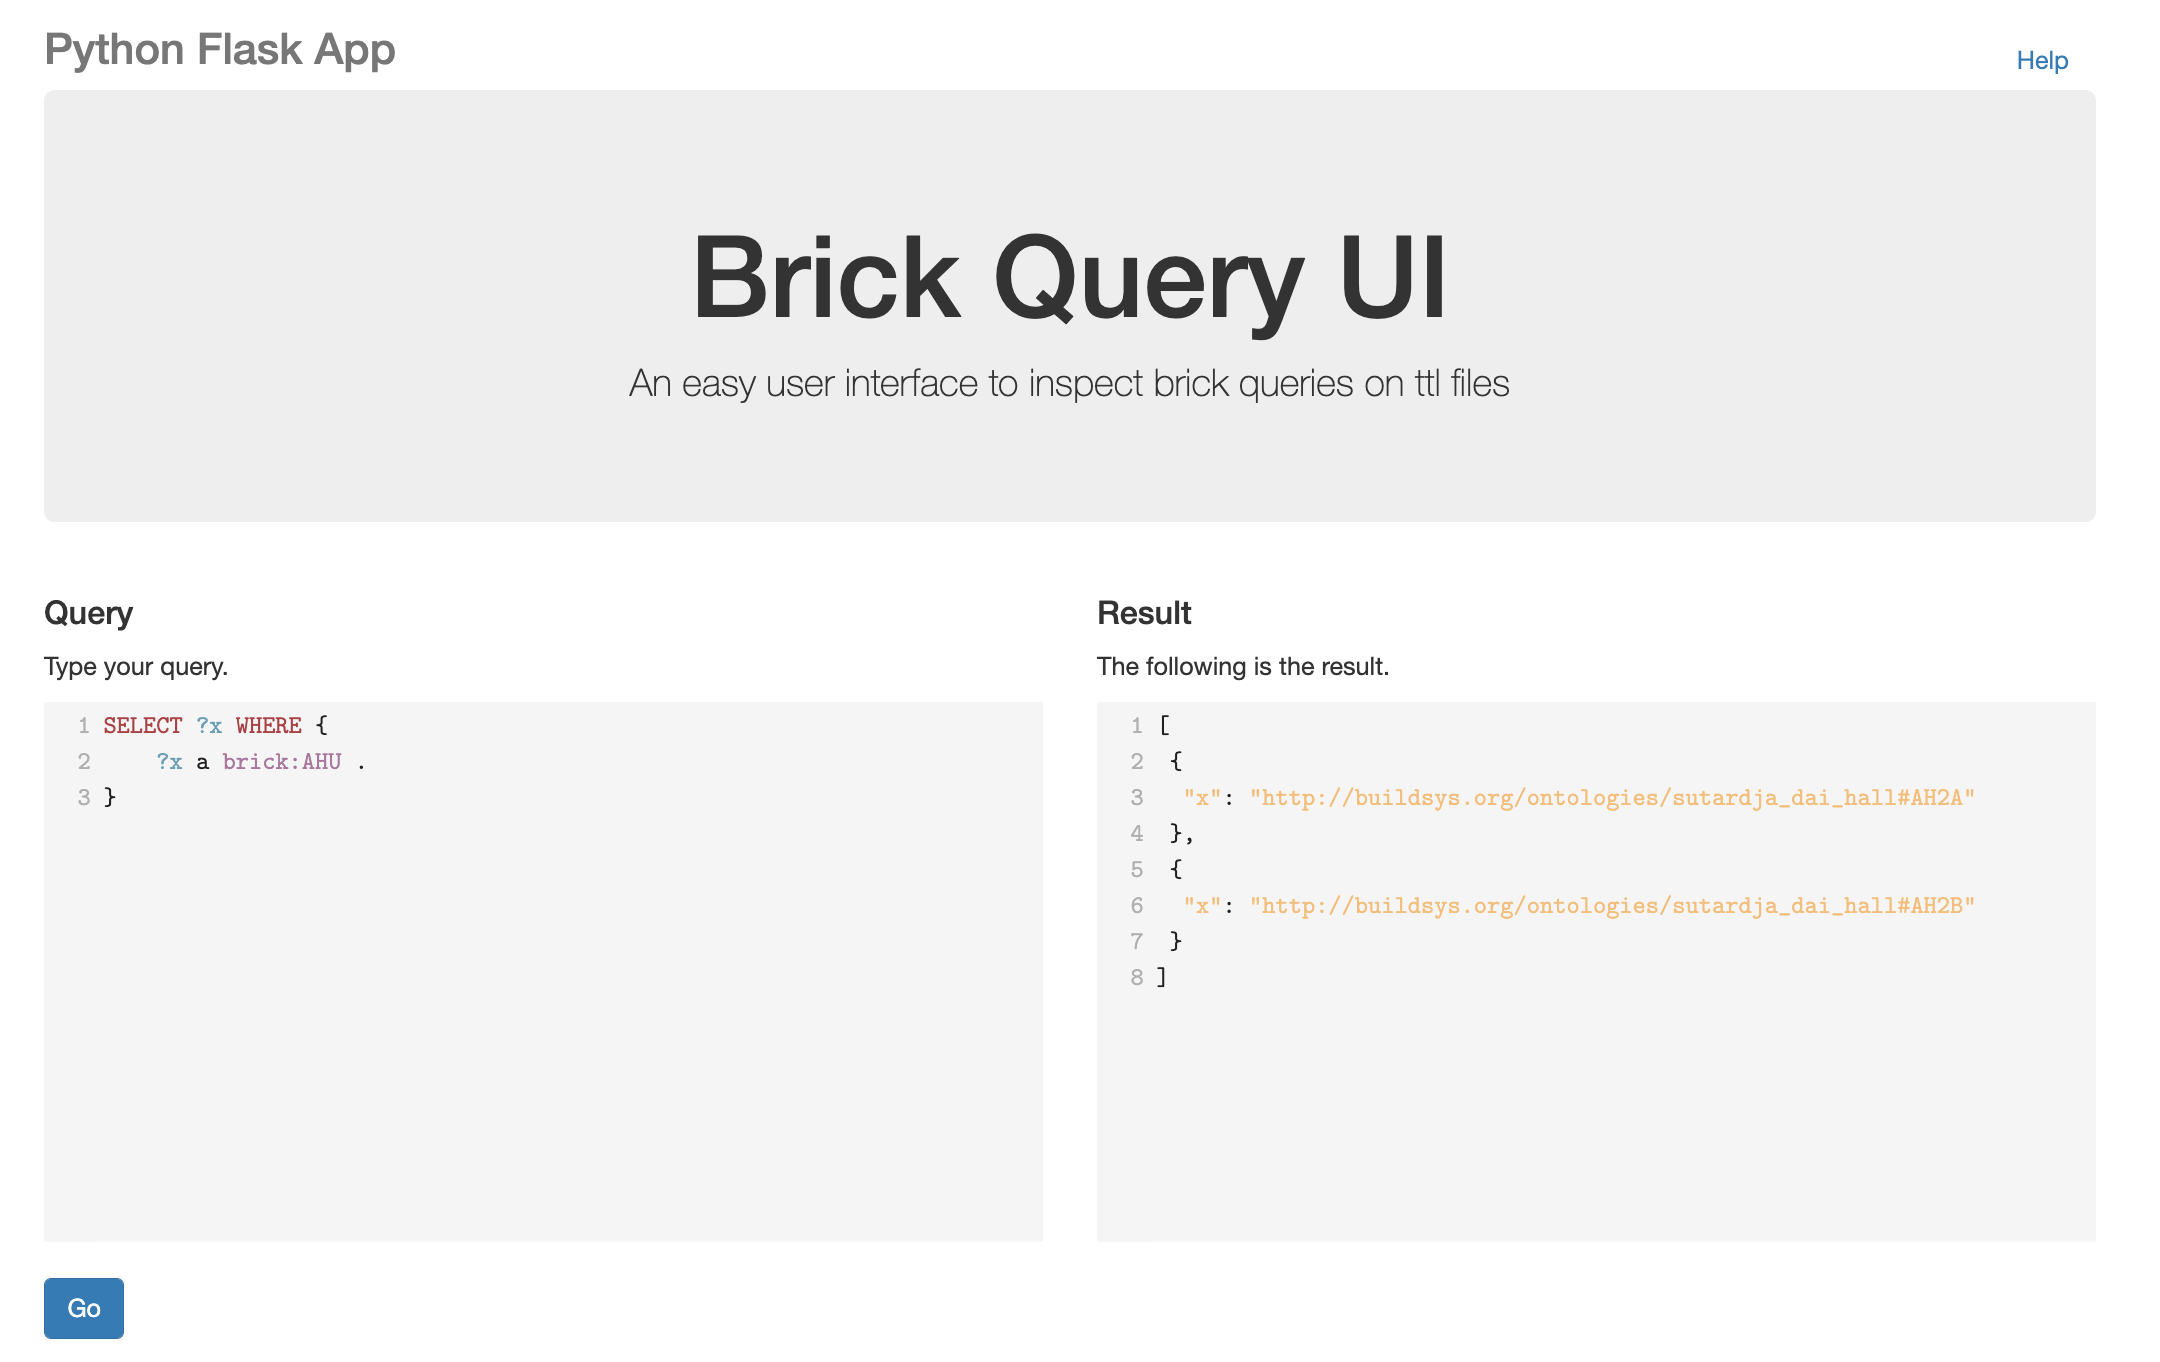 Python Flask App
Help
Brick Query UI
An easy user interface to inspect brick queries on ttl files
Query
Type your query.
1 SELECT ?x WHERE {
2     ?x a brick:AHU .
3 }
Go
Result
The following is the result.
1 [
2  {
3   "x": "http://buildsys.org/ontologies/sutardja_dai_hall#AH2A"
4  },
5  {
6   "x": "http://buildsys.org/ontologies/sutardja_dai_hall#AH2B"
7  }
8 ]